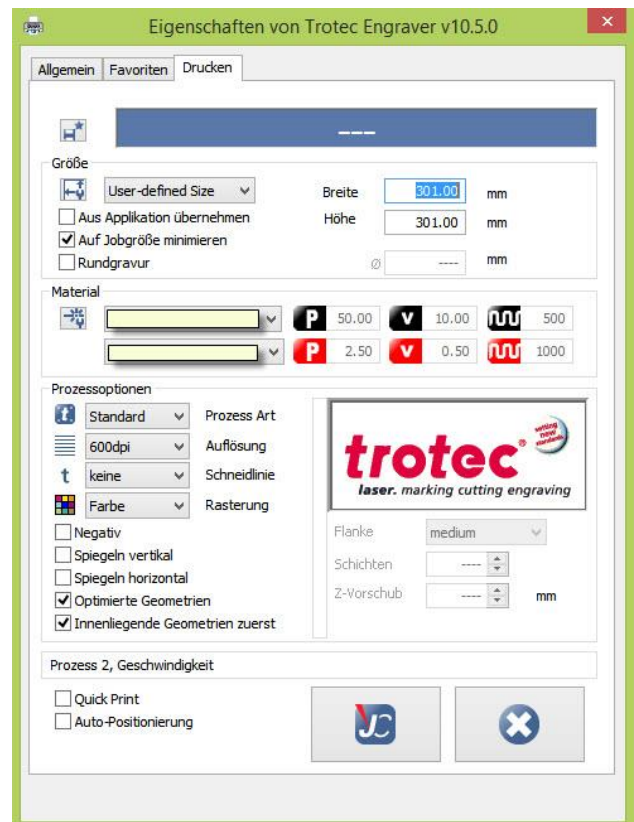 Eigenschaften von Trotec Engraver v10.5.0
Allgemein Favoriten Drucken
---
Größe
User-defined Size Breite 301.00 mm
Aus Applikation übernehmen Höhe 301.00 mm
Auf Jobgröße minimieren
Rundgravur Ø ---- mm
Material
P 50.00 v 10.00 500
P 2.50 v 0.50 1000
Prozessoptionen
t Standard Prozess Art
600dpi Auflösung
t keine Schneidlinie
Farbe Rasterung
setting new standards
trotec®
laser. marking cutting engraving
Negativ
Spiegeln vertikal
Spiegeln horizontal
Optimierte Geometrien
Innenliegende Geometrien zuerst
Flanke medium
Schichten ----
Z-Vorschub ---- mm
Prozess 2, Geschwindigkeit
Quick Print
Auto-Positionierung
JC